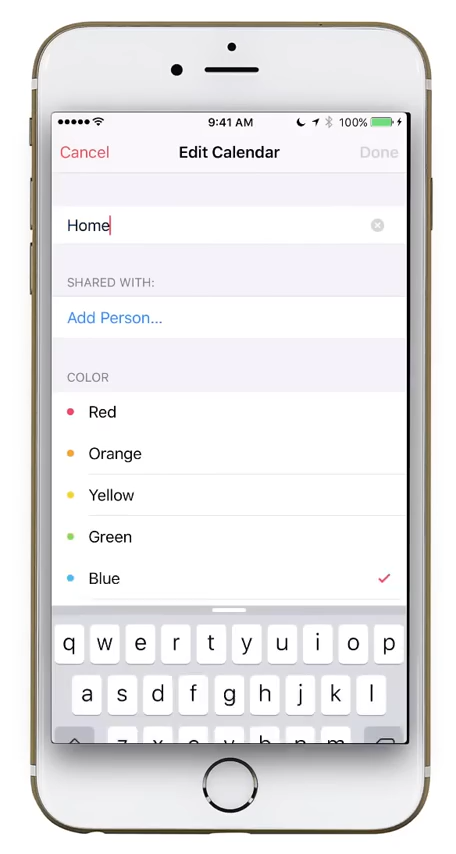 9:41 AM 100%
Cancel Edit Calendar Done
Home
SHARED WITH:
Add Person...
COLOR
Red
Orange
Yellow
Green
Blue
q w e r t y u i o p
a s d f g h j k l
z x c v b n m